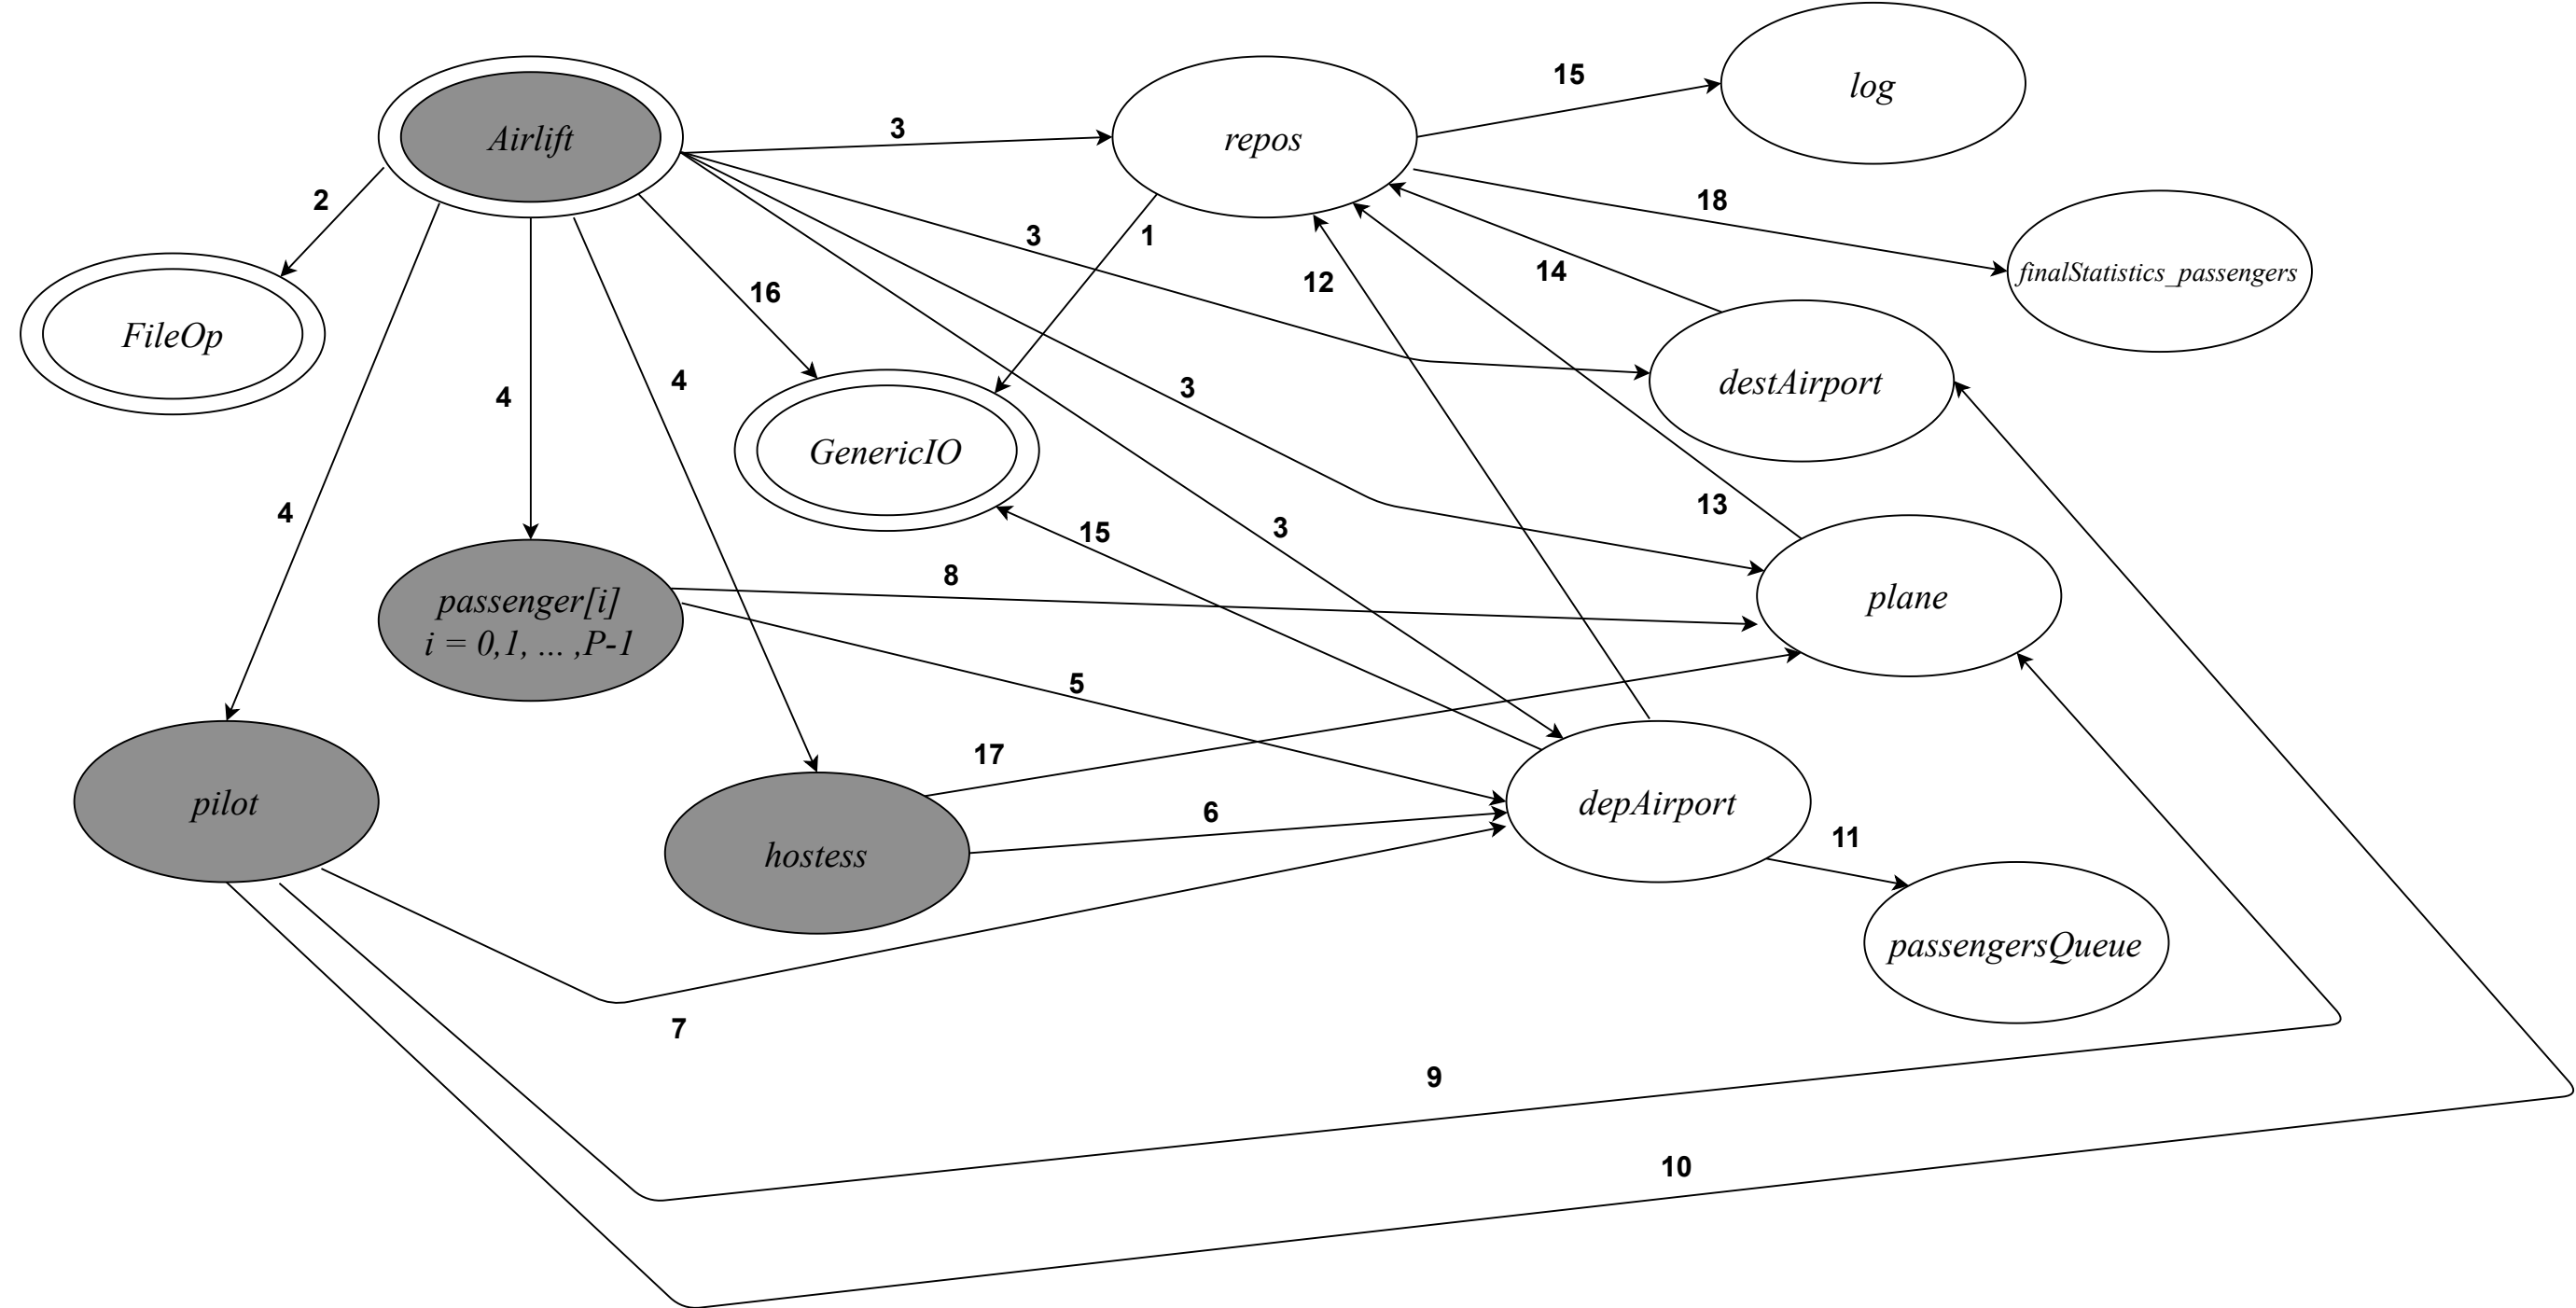 log
15
Airlift
3
repos
2
18
3
1
finalStatistics_passengers
14
12
16
FileOp
4
4
3
destAirport
GenericIO
13
4
15
3
8
passenger[i]
i = 0,1, ... ,P-1
plane
5
17
pilot
6
depAirport
11
hostess
passengersQueue
7
9
10